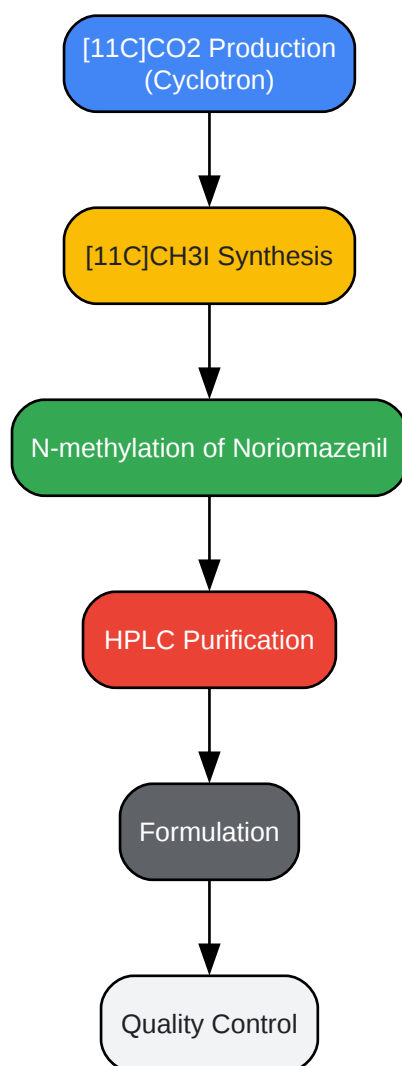 [11C]CO2 Production
(Cyclotron)
[11C]CH3I Synthesis
N-methylation of Noriomazenil
HPLC Purification
Formulation
Quality Control